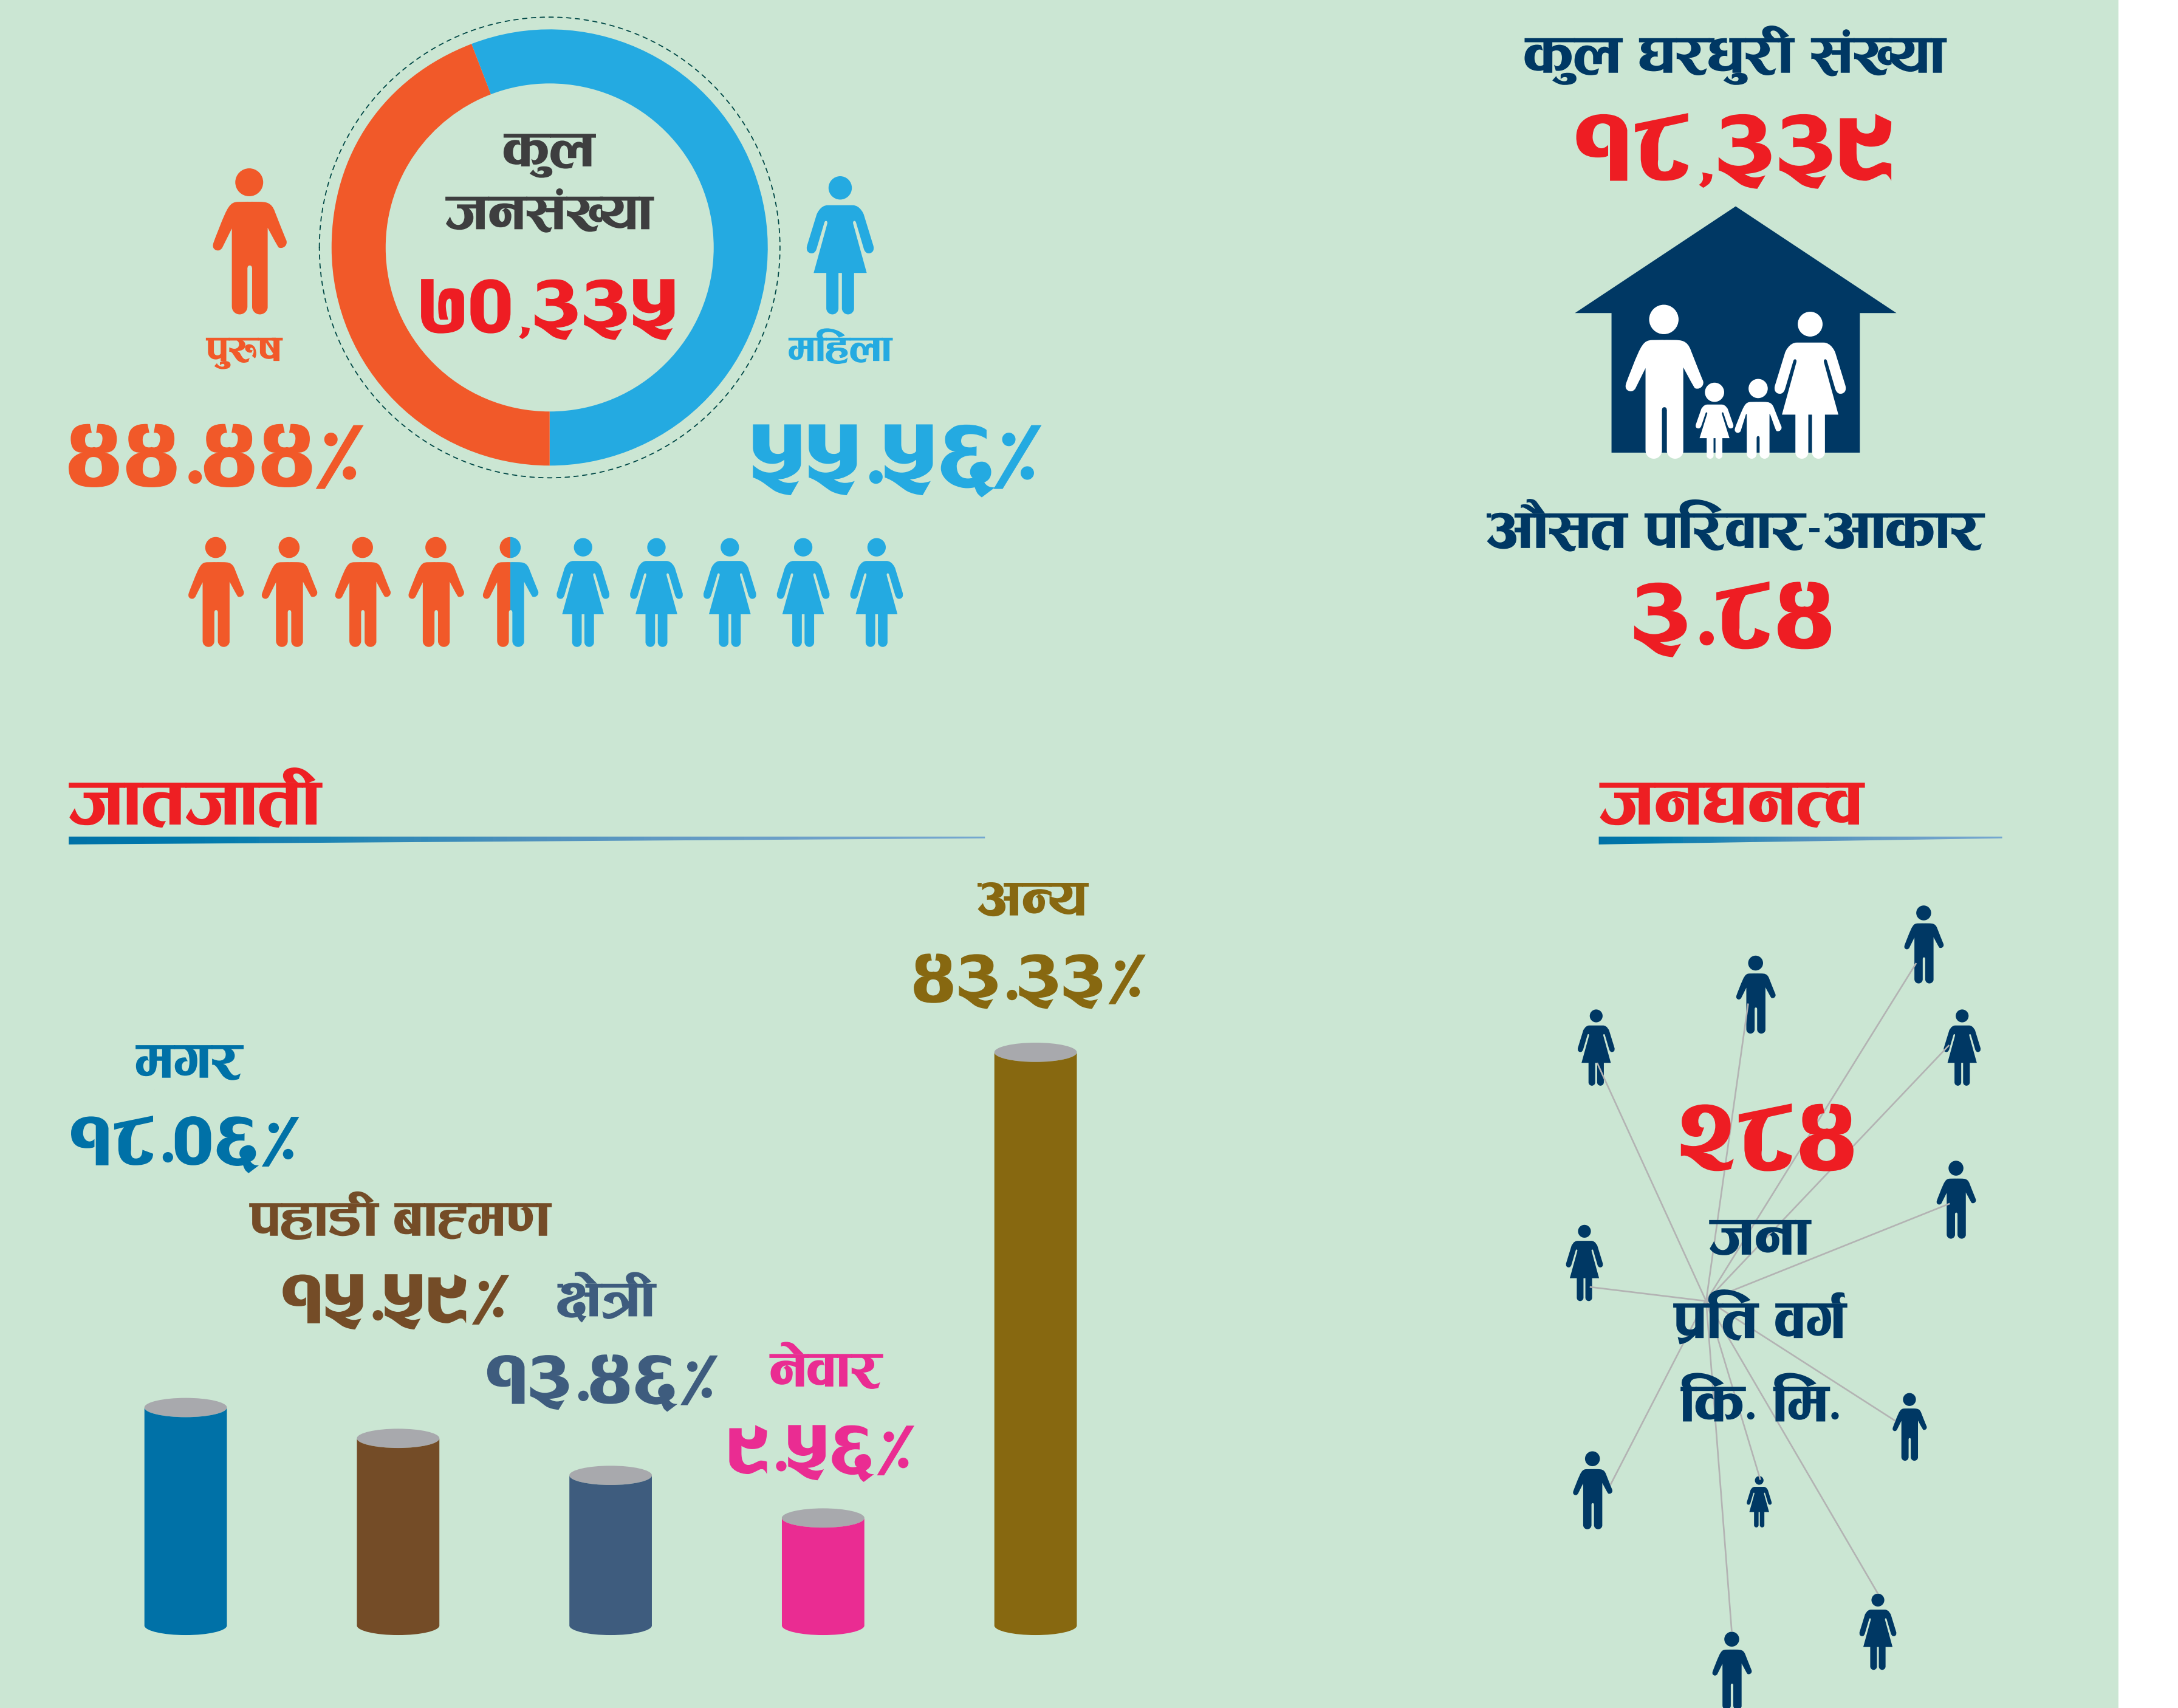 कुल
जनसंख्या
७०,३३५
पुरुष
४४.४४%
महिला
५५.५६%
कुल घरधुरी संख्या
१८,३३९
औसत परिवार-आकार
३.८४
जातजाती
मगर
१८.०६%
पहाडी बाहमण
१५.५९%
क्षेत्री
१३.४६%
नेवार
९.५६%
अन्य
४३.३३%
जनघनत्व
२८४
जना
प्रति वर्ग
कि. मि.